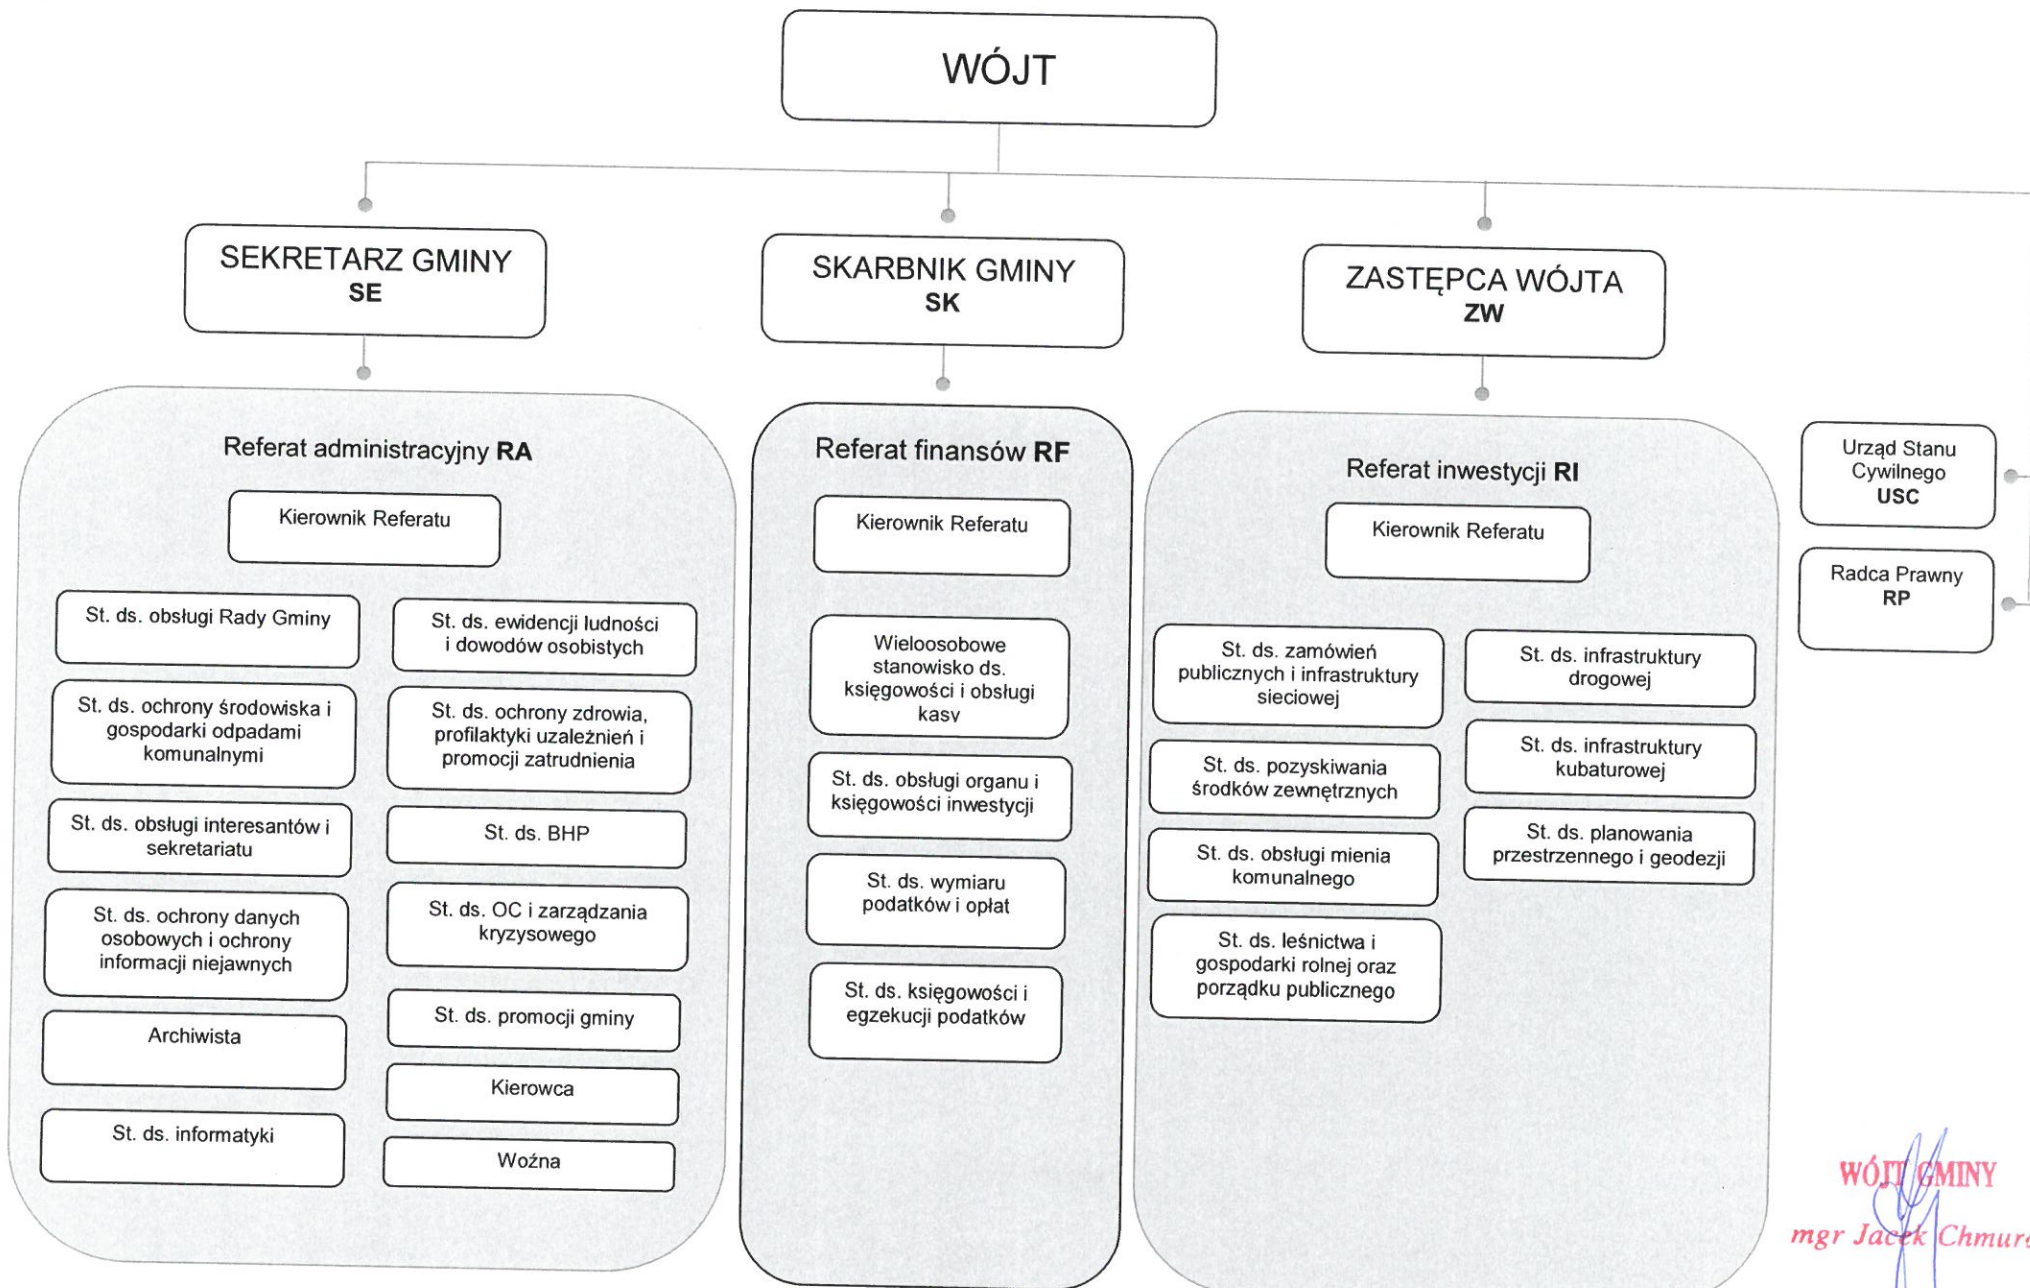 WÓJT
SEKRETARZ GMINY
SE
SKARBNIK GMINY
SK
ZASTĘPCA WÓJTA
ZW
Referat administracyjny RA
Kierownik Referatu
St. ds. obsługi Rady Gminy
St. ds. ochrony środowiska i
gospodarki odpadami
komunalnymi
St. ds. obsługi interesantów i
sekretariatu
St. ds. ochrony danych
osobowych i ochrony
informacji niejawnych
Archiwista
St. ds. informatyki
St. ds. ewidencji ludności
i dowodów osobistych
St. ds. ochrony zdrowia,
profilaktyki uzależnień i
promocji zatrudnienia
St. ds. BHP
St. ds. OC i zarządzania
kryzysowego
St. ds. promocji gminy
Kierowca
Woźna
Referat finansów RF
Kierownik Referatu
Wieloosobowe
stanowisko ds.
księgowości i obsługi
kasy
St. ds. obsługi organu i
księgowości inwestycji
St. ds. wymiaru
podatków i opłat
St. ds. księgowości i
egzekucji podatków
Referat inwestycji RI
Kierownik Referatu
St. ds. zamówień
publicznych i infrastruktury
sieciowej
St. ds. pozyskiwania
środków zewnętrznych
St. ds. obsługi mienia
komunalnego
St. ds. leśnictwa i
gospodarki rolnej oraz
porządku publicznego
St. ds. infrastruktury
drogowej
St. ds. infrastruktury
kubaturowej
St. ds. planowania
przestrzennego i geodezji
Urząd Stanu
Cywilnego
USC
Radca Prawny
RP
WÓJT GMINY
mgr Jacek